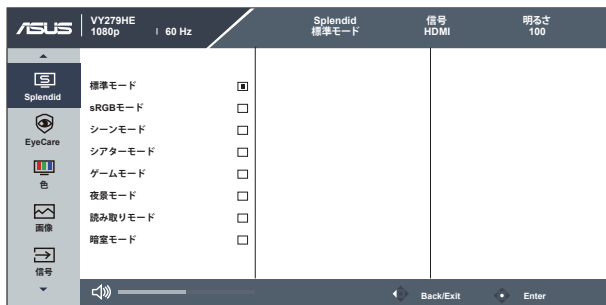 ASUS
VY279HE
1080p 60 Hz
Splendid
標準モード
信号
HDMI
明るさ
100
Splendid
EyeCare
色
画像
信号
標準モード
sRGBモード
シーンモード
シアターモード
ゲームモード
夜景モード
読み取りモード
暗室モード
Back/Exit
Enter